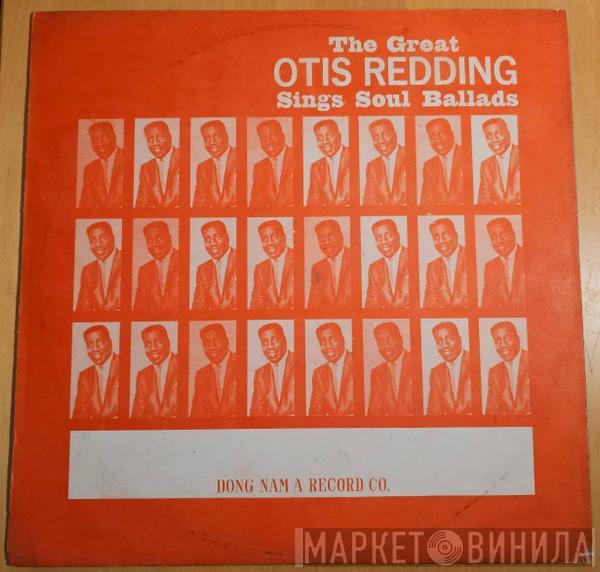 The Great
OTIS REDDING
Sings Soul Ballads
DONG NAM A RECORD CO.
МАРКЕТ ВИНИЛА